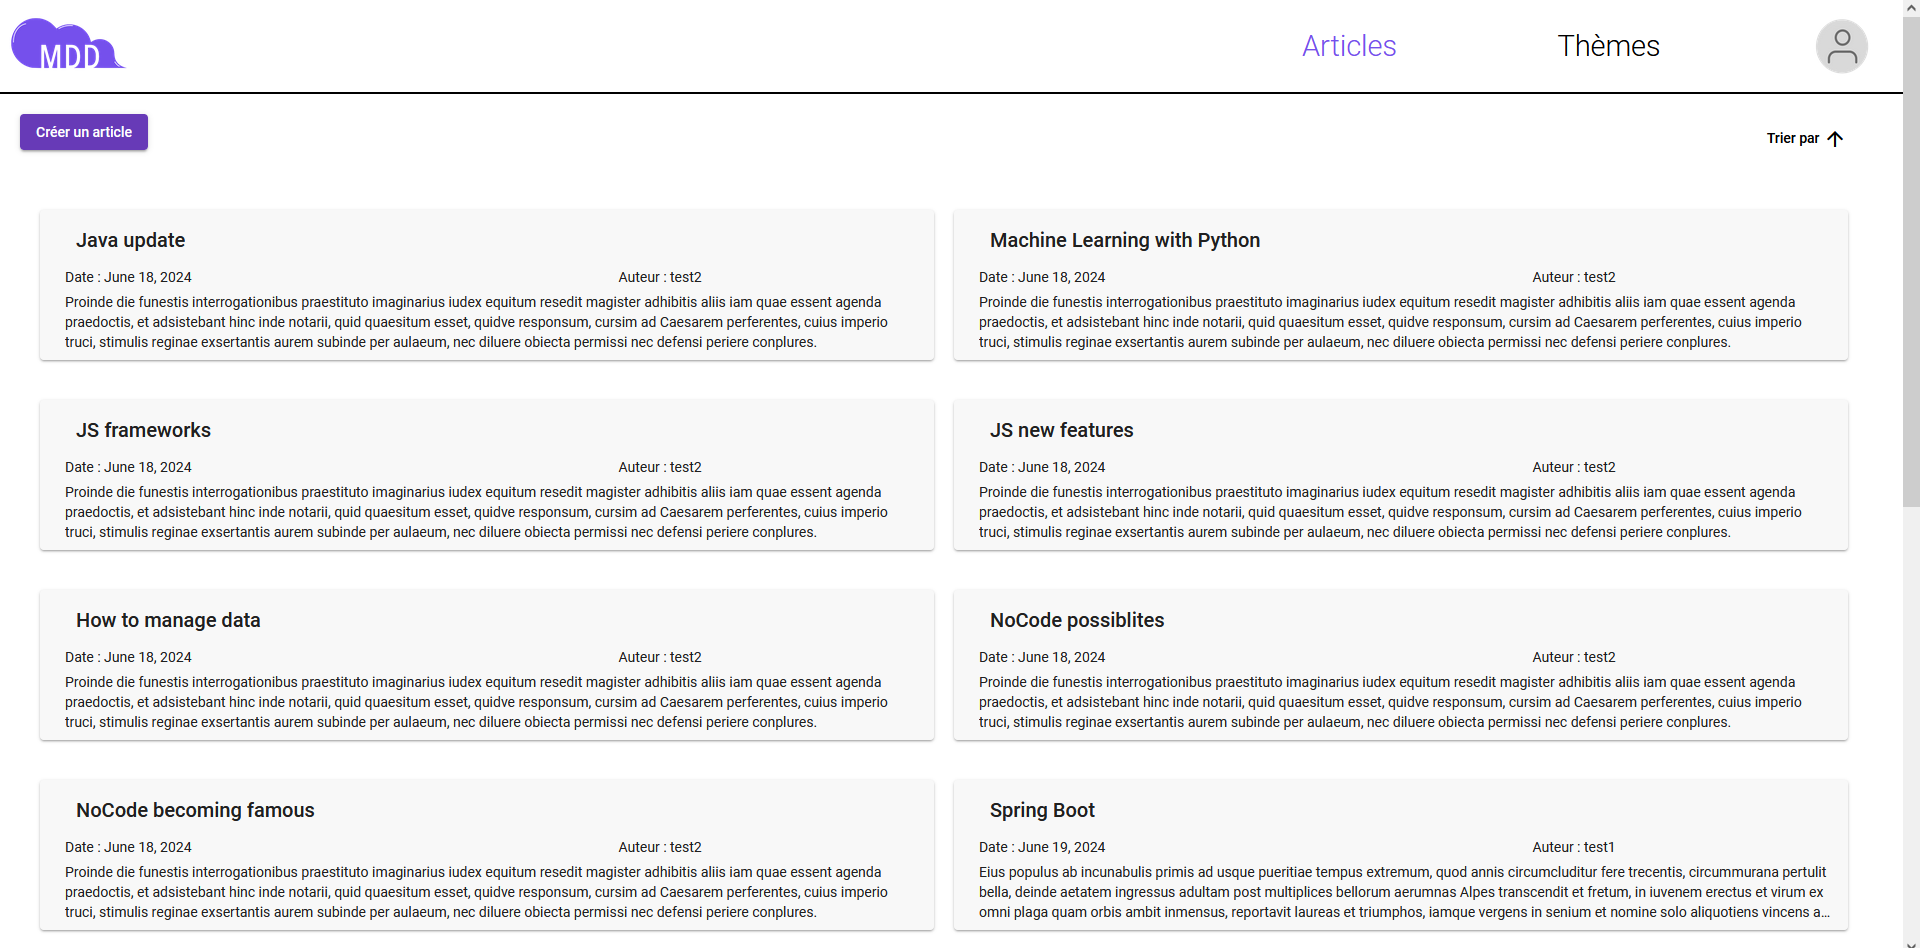 MDD
Articles
Thèmes
Créer un article
Trier par
Java update
Date : June 18, 2024
Auteur : test2
Proinde die funestis interrogationibus praestituto imaginarius iudex equitum resedit magister adhibitis aliis iam quae essent agenda
praedoctis, et adsistebant hinc inde notarii, quid quaesitum esset, quidve responsum, cursim ad Caesarem perferentes, cuius imperio
truci, stimulis reginae exsertantis aurem subinde per aulaeum, nec diluere obiecta permissi nec defensi periere conplures.
Machine Learning with Python
Date : June 18, 2024
Auteur : test2
Proinde die funestis interrogationibus praestituto imaginarius iudex equitum resedit magister adhibitis aliis iam quae essent agenda
praedoctis, et adsistebant hinc inde notarii, quid quaesitum esset, quidve responsum, cursim ad Caesarem perferentes, cuius imperio
truci, stimulis reginae exsertantis aurem subinde per aulaeum, nec diluere obiecta permissi nec defensi periere conplures.
JS frameworks
Date : June 18, 2024
Auteur : test2
Proinde die funestis interrogationibus praestituto imaginarius iudex equitum resedit magister adhibitis aliis iam quae essent agenda
praedoctis, et adsistebant hinc inde notarii, quid quaesitum esset, quidve responsum, cursim ad Caesarem perferentes, cuius imperio
truci, stimulis reginae exsertantis aurem subinde per aulaeum, nec diluere obiecta permissi nec defensi periere conplures.
JS new features
Date : June 18, 2024
Auteur : test2
Proinde die funestis interrogationibus praestituto imaginarius iudex equitum resedit magister adhibitis aliis iam quae essent agenda
praedoctis, et adsistebant hinc inde notarii, quid quaesitum esset, quidve responsum, cursim ad Caesarem perferentes, cuius imperio
truci, stimulis reginae exsertantis aurem subinde per aulaeum, nec diluere obiecta permissi nec defensi periere conplures.
How to manage data
Date : June 18, 2024
Auteur : test2
Proinde die funestis interrogationibus praestituto imaginarius iudex equitum resedit magister adhibitis aliis iam quae essent agenda
praedoctis, et adsistebant hinc inde notarii, quid quaesitum esset, quidve responsum, cursim ad Caesarem perferentes, cuius imperio
truci, stimulis reginae exsertantis aurem subinde per aulaeum, nec diluere obiecta permissi nec defensi periere conplures.
NoCode possiblites
Date : June 18, 2024
Auteur : test2
Proinde die funestis interrogationibus praestituto imaginarius iudex equitum resedit magister adhibitis aliis iam quae essent agenda
praedoctis, et adsistebant hinc inde notarii, quid quaesitum esset, quidve responsum, cursim ad Caesarem perferentes, cuius imperio
truci, stimulis reginae exsertantis aurem subinde per aulaeum, nec diluere obiecta permissi nec defensi periere conplures.
NoCode becoming famous
Date : June 18, 2024
Auteur : test2
Proinde die funestis interrogationibus praestituto imaginarius iudex equitum resedit magister adhibitis aliis iam quae essent agenda
praedoctis, et adsistebant hinc inde notarii, quid quaesitum esset, quidve responsum, cursim ad Caesarem perferentes, cuius imperio
truci, stimulis reginae exsertantis aurem subinde per aulaeum, nec diluere obiecta permissi nec defensi periere conplures.
Spring Boot
Date : June 19, 2024
Auteur : test1
Eius populus ab incunabulis primis ad usque pueritiae tempus extremum, quod annis circumcluditur fere trecentis, circummurana pertulit
bella, deinde aetatem ingressus adultam post multiplices bellorum aerumnas Alpes transcendit et fretum, in iuvenem erectus et virum ex
omni plaga quam orbis ambit inmensus, reportavit laureas et triumphos, iamque vergens in senium et nomine solo aliquotiens vincens a...